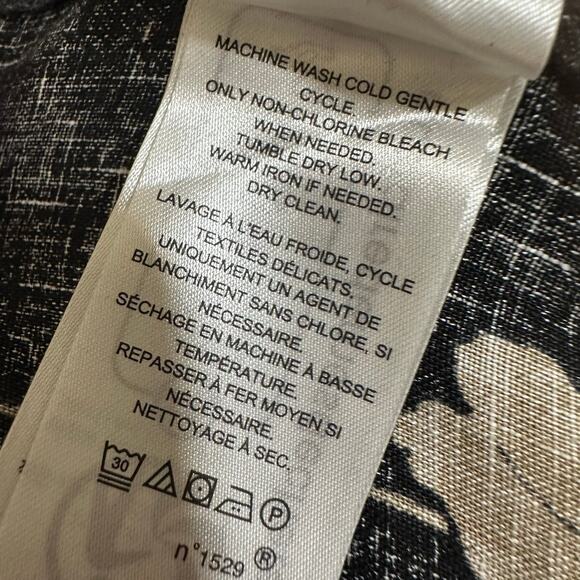 MACHINE WASH COLD GENTLE
CYCLE.
ONLY NON-CHLORINE BLEACH
WHEN NEEDED.
TUMBLE DRY LOW.
WARM IRON IF NEEDED.
DRY CLEAN.
LAVAGE À L'EAU FROIDE, CYCLE
TEXTILES DÉLICATS.
UNIQUEMENT UN AGENT DE
BLANCHIMENT SANS CHLORE, SI
NÉCESSAIRE.
SÉCHAGE EN MACHINE À BASSE
TEMPÉRATURE.
REPASSER À FER MOYEN SI
NÉCESSAIRE.
NETTOYAGE À SEC.
30 P
n°1529 ®